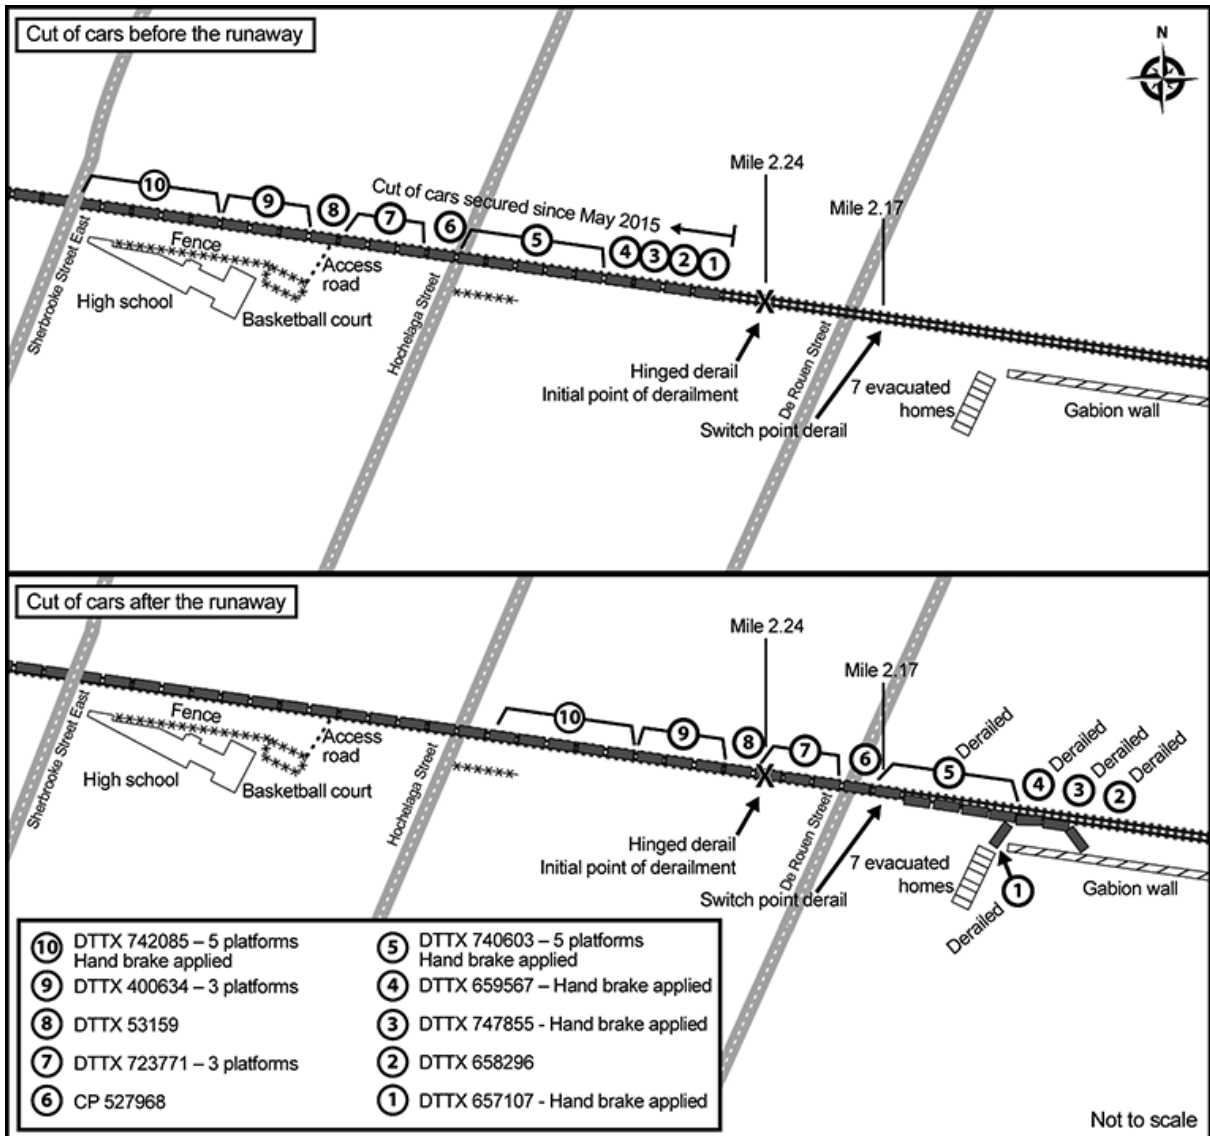 Cut of cars before the runaway
N
Mile 2.24
Mile 2.17
Cut of cars secured since May 2015
10
9
8
7
6
5
4
3
2
1
Sherbrooke Street East
Fence
High school
Access
road
Basketball court
Hochelaga Street
Hinged derail
Initial point of derailment
De Rouen Street
Switch point derail
7 evacuated
homes
Gabion wall
Cut of cars after the runaway
Mile 2.24
Mile 2.17
10
9
8
7
6
5
Derailed
4
Derailed
3
Derailed
2
Derailed
Sherbrooke Street East
Fence
High school
Access
road
Basketball court
Hochelaga Street
Hinged derail
Initial point of derailment
De Rouen Street
Switch point derail
7 evacuated
homes
1
Derailed
Gabion wall
10 DTTX 742085 – 5 platforms
Hand brake applied
9 DTTX 400634 – 3 platforms
8 DTTX 53159
7 DTTX 723771 – 3 platforms
6 CP 527968
5 DTTX 740603 – 5 platforms
Hand brake applied
4 DTTX 659567 – Hand brake applied
3 DTTX 747855 - Hand brake applied
2 DTTX 658296
1 DTTX 657107 - Hand brake applied
Not to scale